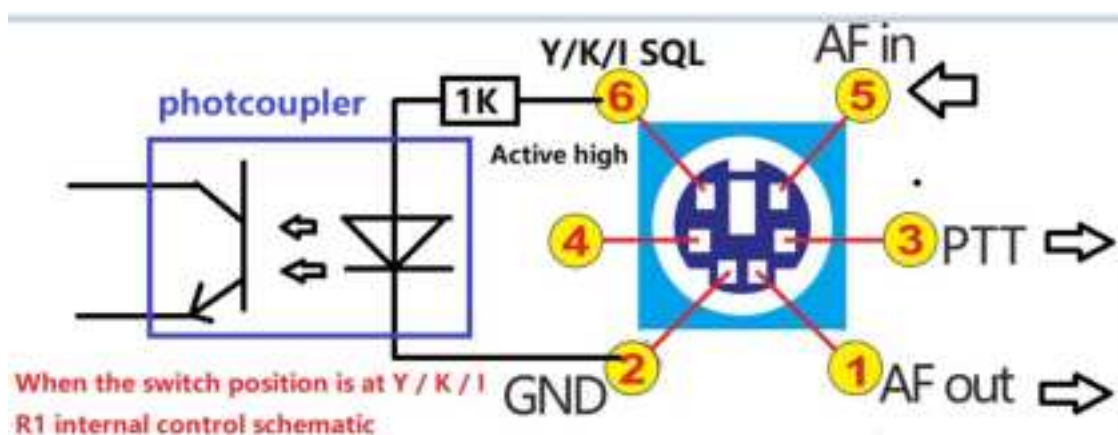 Y/K/I SQL
AF in
6
5
1K
photcoupler
Active high
4
3
PTT
2
1
GND
AF out
When the switch position is at Y / K / I
R1 internal control schematic